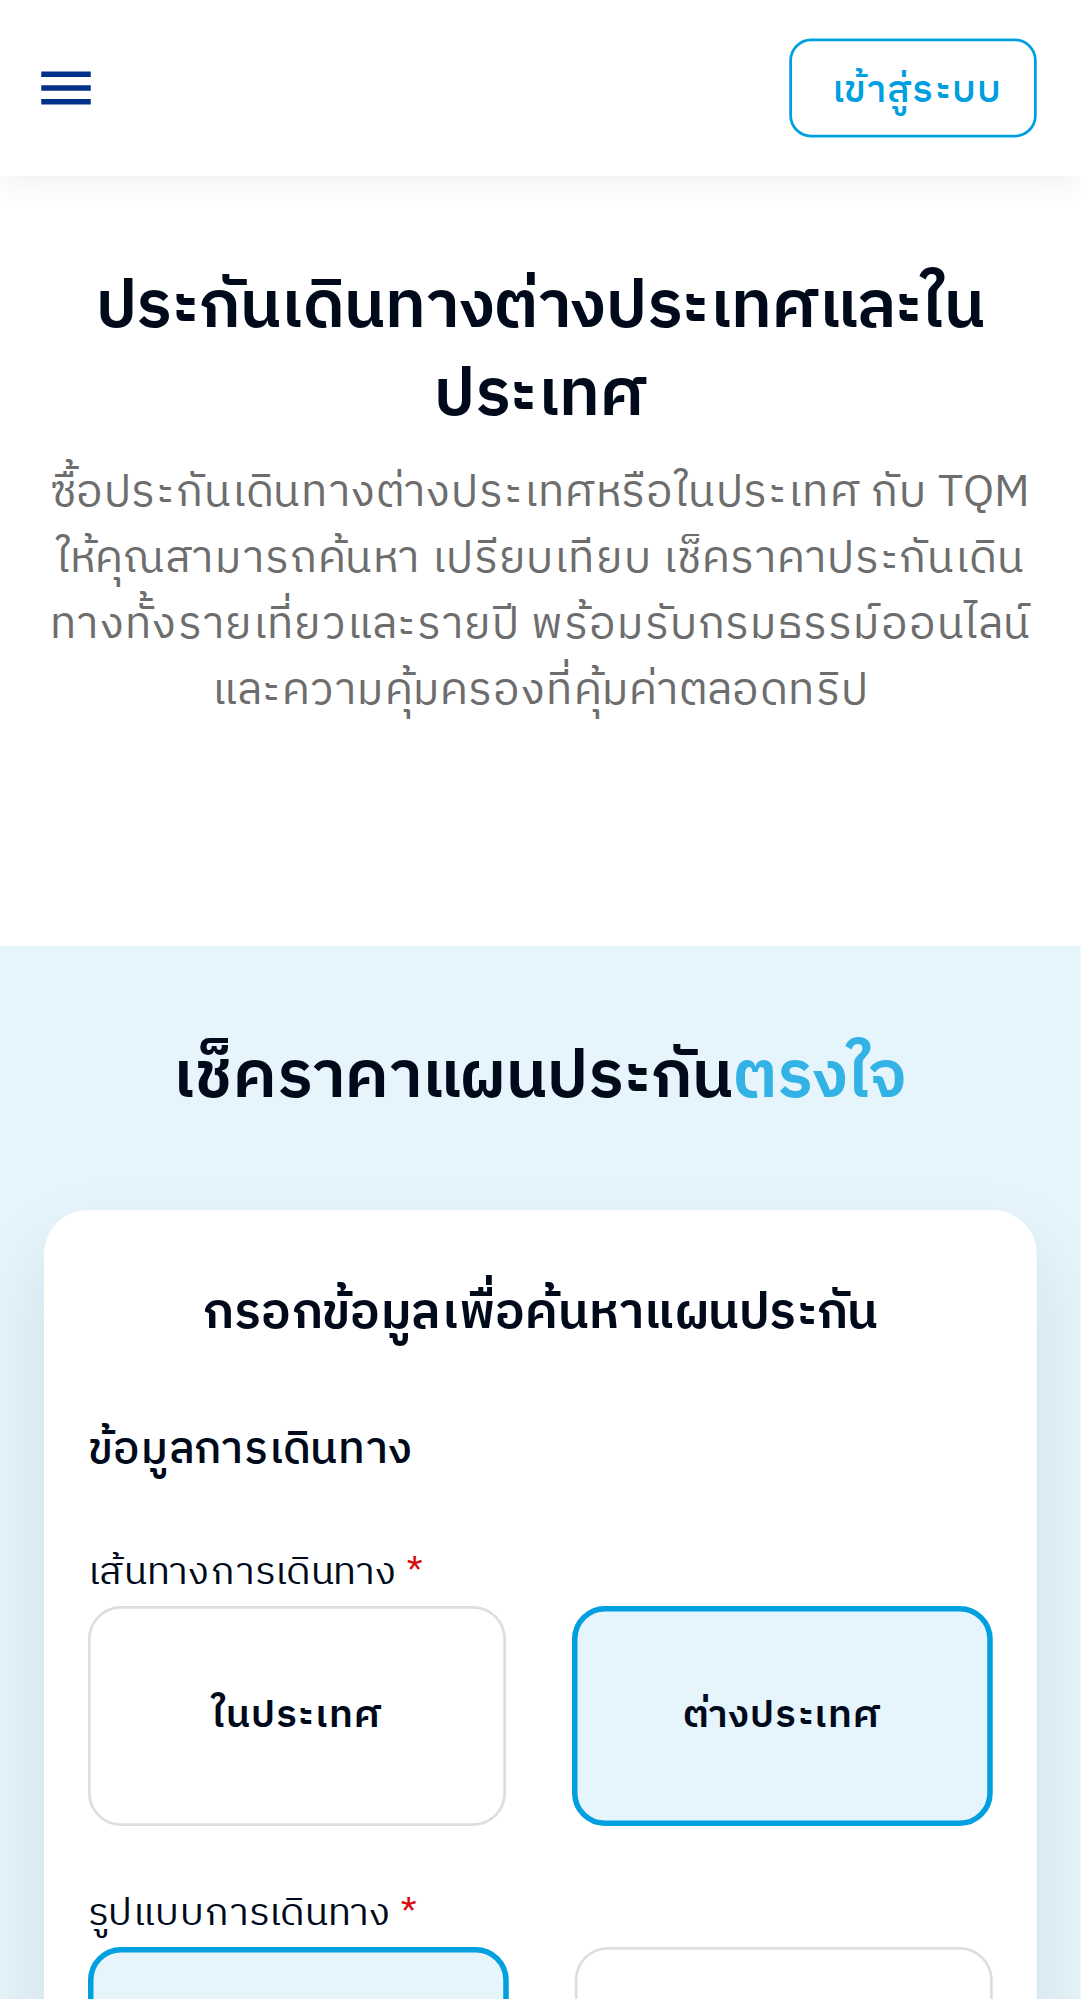 เข้าสู่ระบบ
ประกันเดินทางต่างประเทศและใน
ประเทศ
ซื้อประกันเดินทางต่างประเทศหรือในประเทศ กับ TQM
ให้คุณสามารถค้นหา เปรียบเทียบ เช็คราคาประกันเดิน
ทางทั้งรายเที่ยวและรายปี พร้อมรับกรมธรรม์ออนไลน์
และความคุ้มครองที่คุ้มค่าตลอดทริป
เช็คราคาแผนประกันตรงใจ
กรอกข้อมูลเพื่อค้นหาแผนประกัน
ข้อมูลการเดินทาง
เส้นทางการเดินทาง *
ในประเทศ ต่างประเทศ
รูปแบบการเดินทาง *